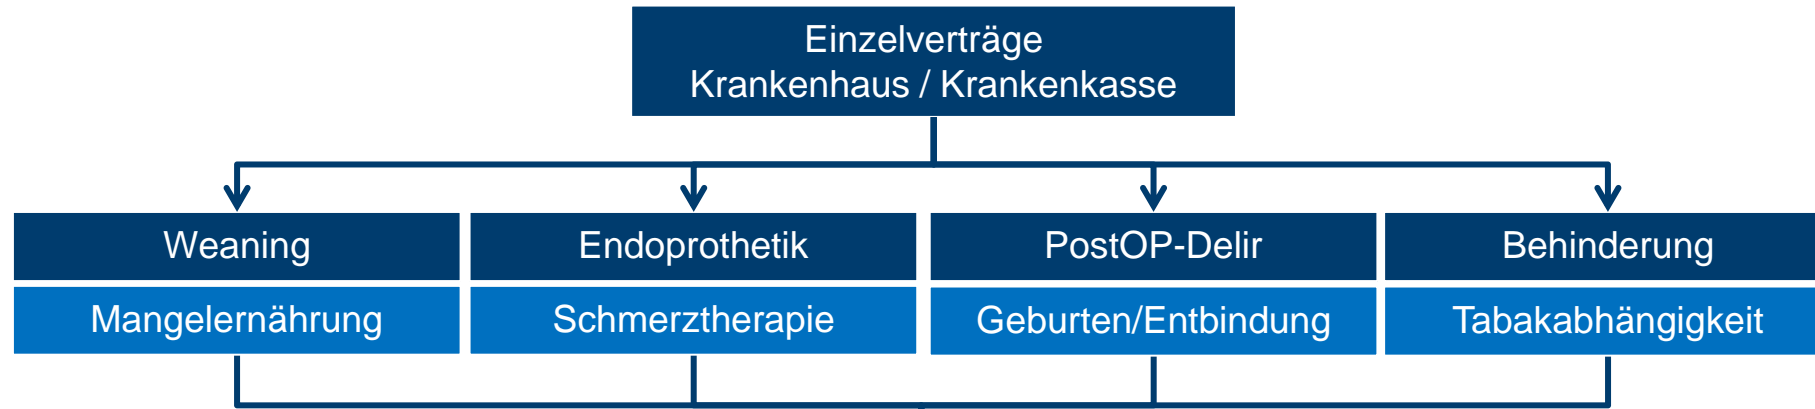 Einzelverträge
Krankenhaus / Krankenkasse
Weaning
Endoprothetik
PostOP-Delir
Behinderung
Mangelernährung
Schmerztherapie
Geburten/Entbindung
Tabakabhängigkeit